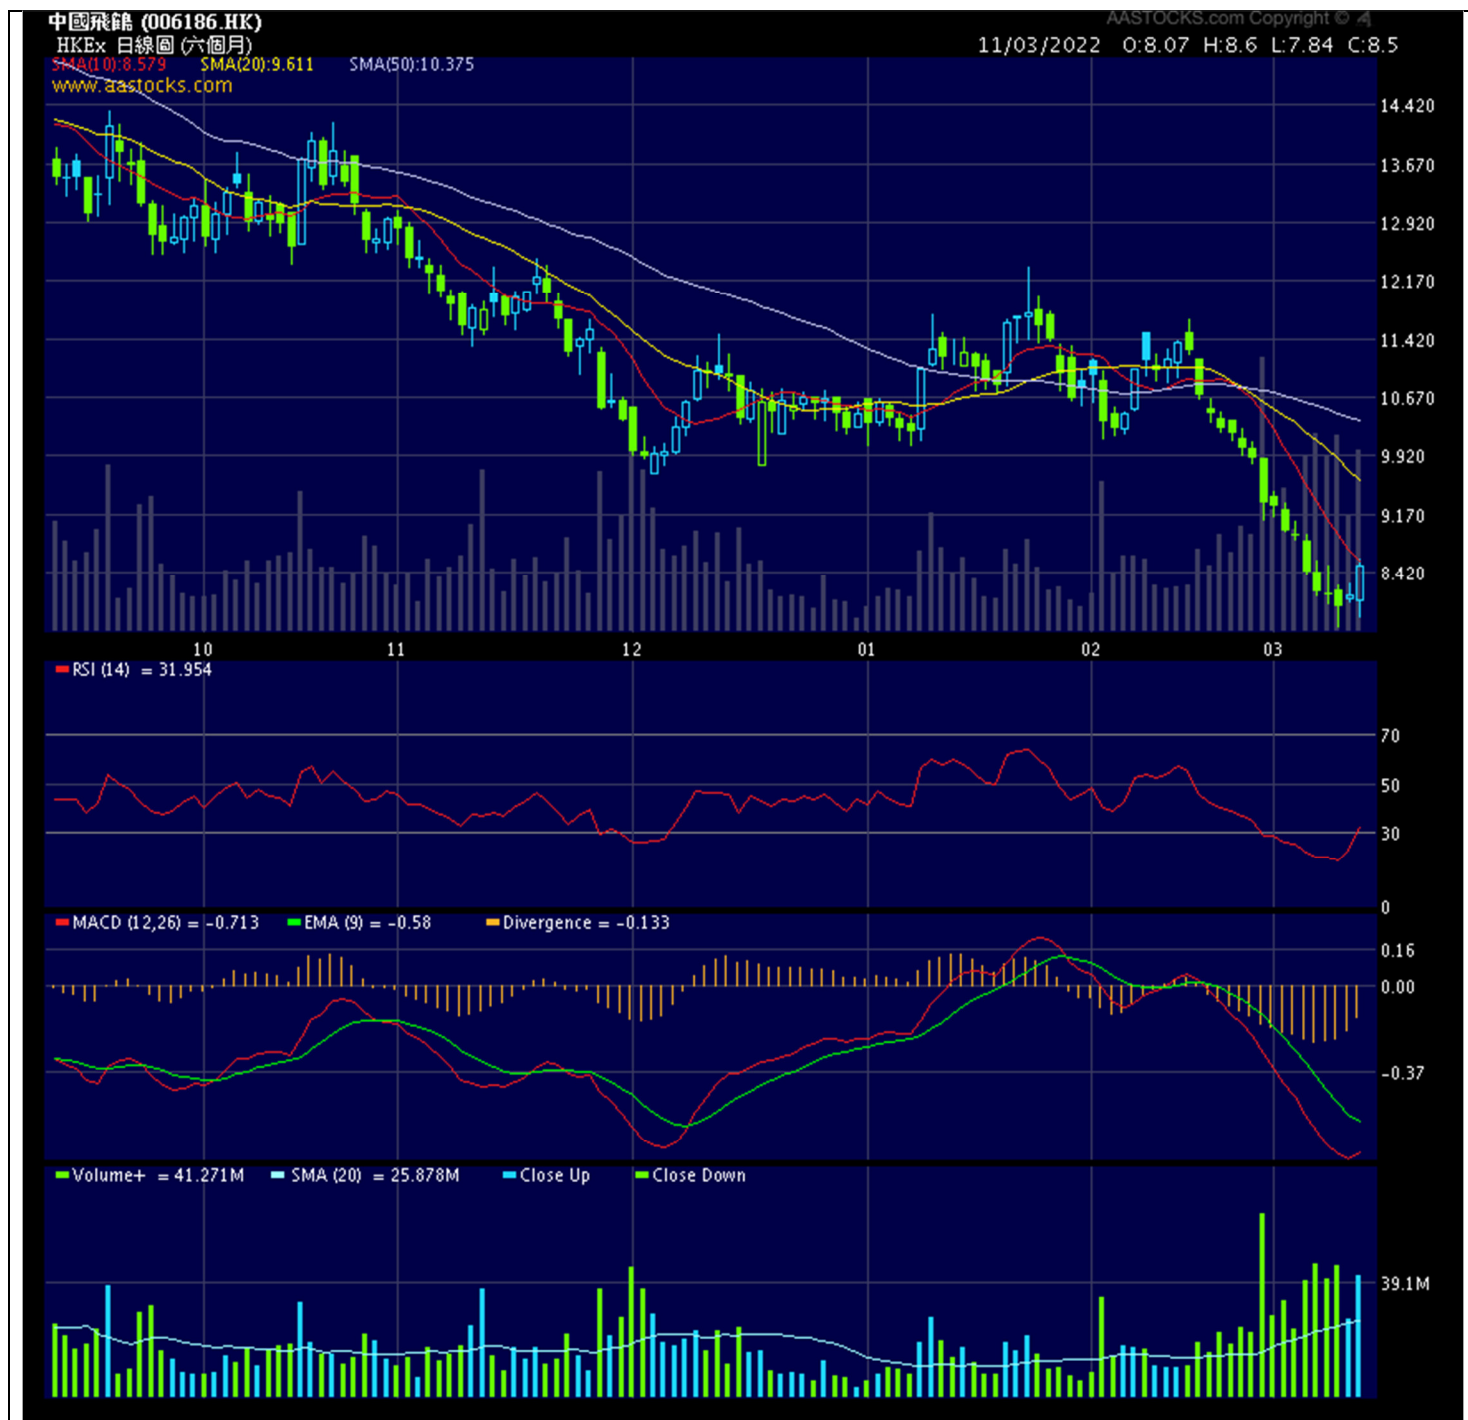 中國飛鶴 (006186.HK)
AASTOCKS.com Copyright ©
HKEx 日線圖 (六個月)
11/03/2022 O:8.07 H:8.6 L:7.84 C:8.5
SMA(10):8.579 SMA(20):9.611 SMA(50):10.375
www.aastocks.com
14.420
13.670
12.920
12.170
11.420
10.670
9.920
9.170
8.420
10 11 12 01 02 03
RSI (14) = 31.954
70
50
30
0
MACD (12,26) = -0.713 EMA (9) = -0.58 Divergence = -0.133
0.16
0.00
-0.37
Volume+ = 41.271M SMA (20) = 25.878M Close Up Close Down
39.1M